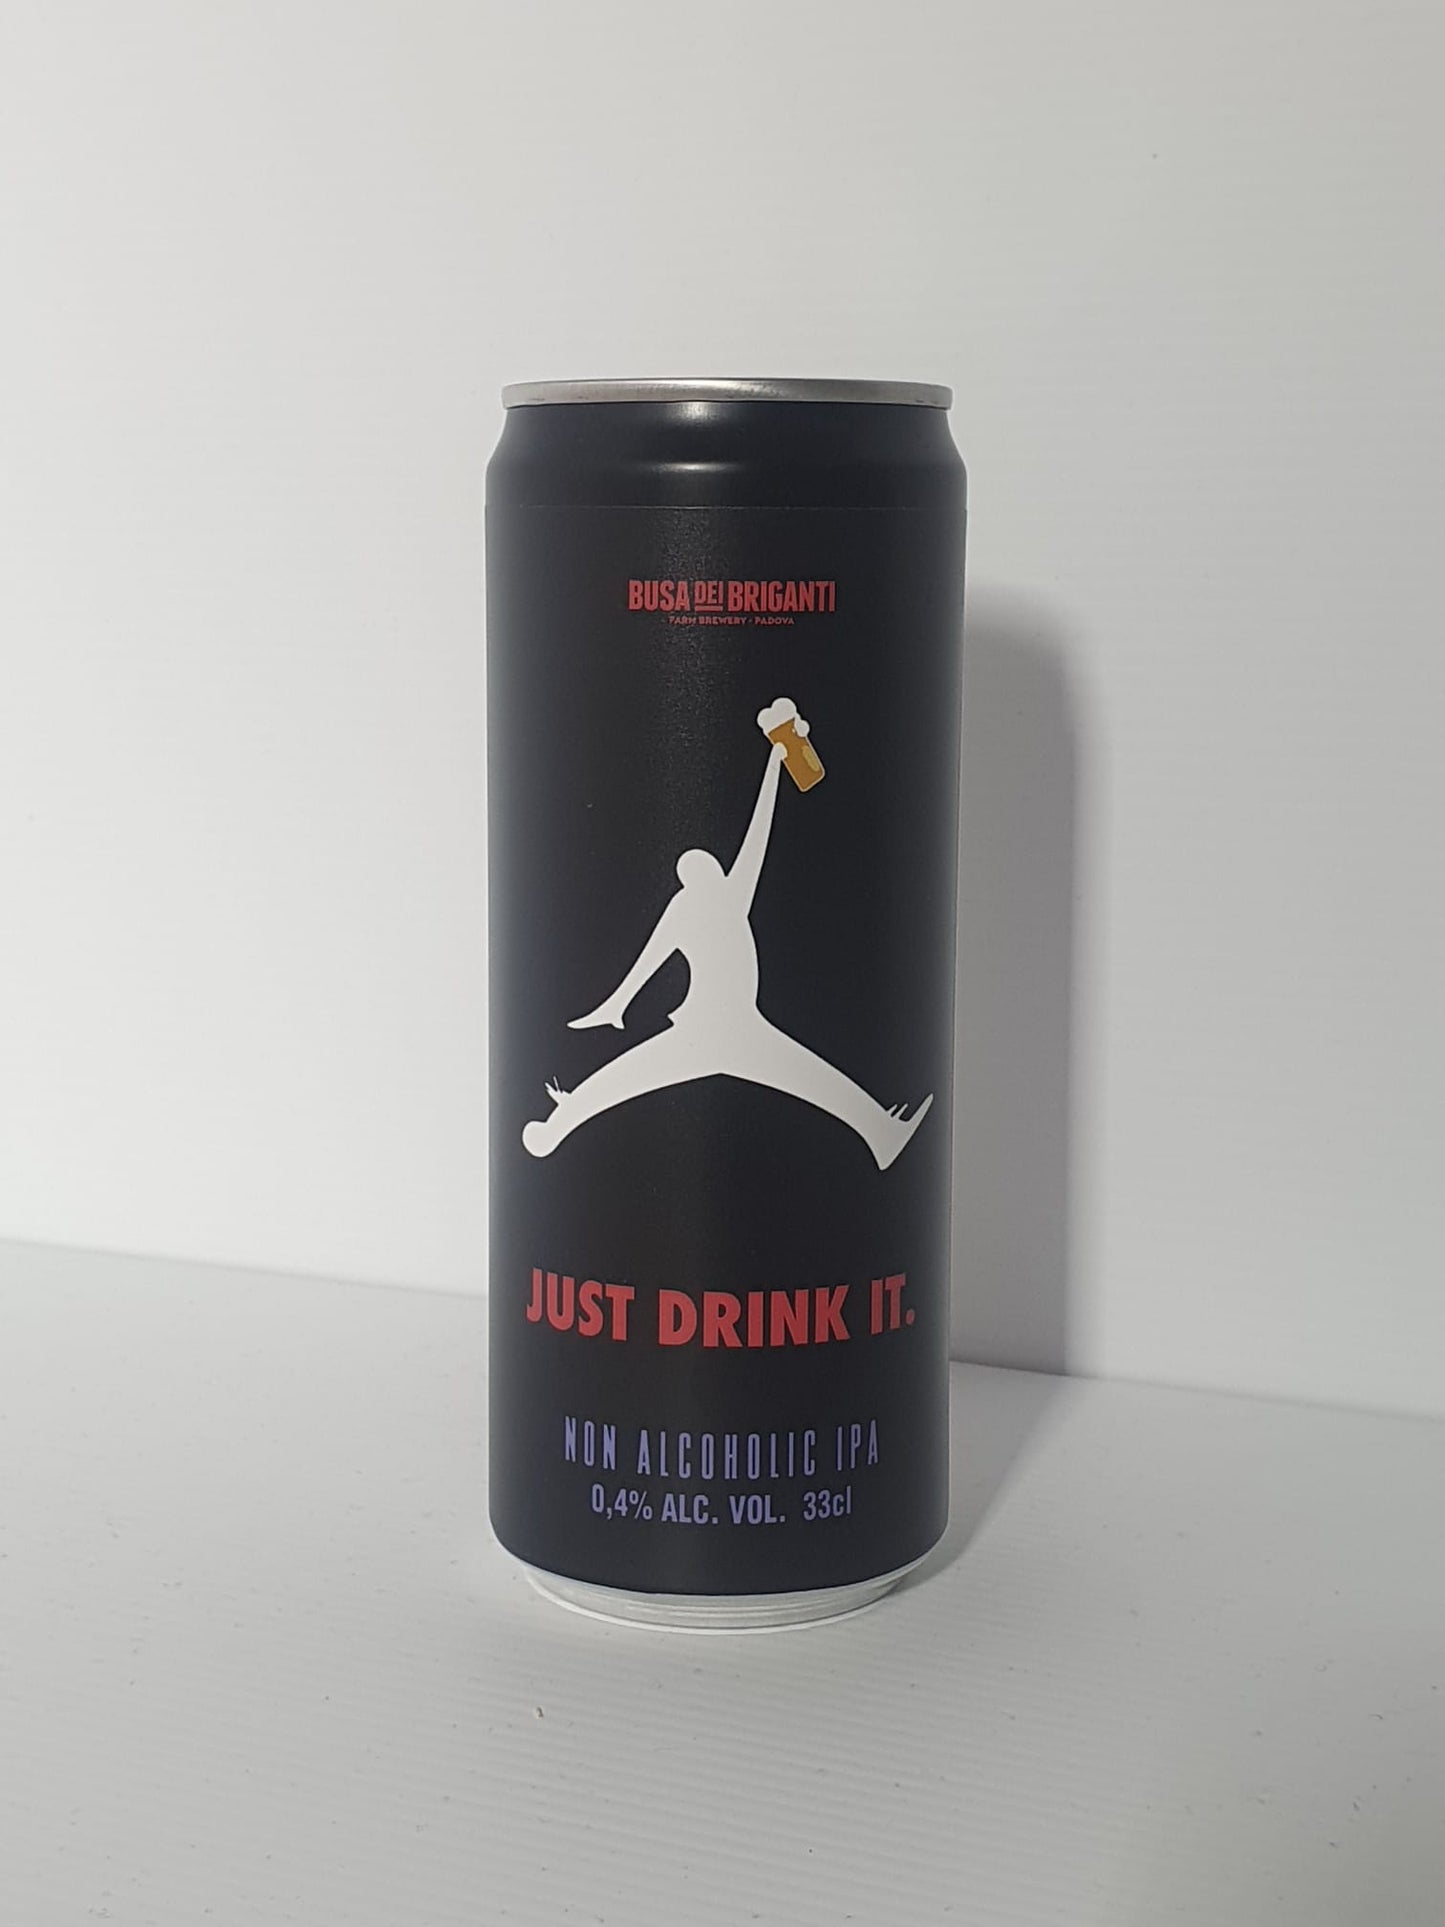 BUSA DEI BRIGANTI
- FARM BREWERY - PADOVA
JUST DRINK IT.
NON ALCOHOLIC IPA
0,4% ALC. VOL. 33cl